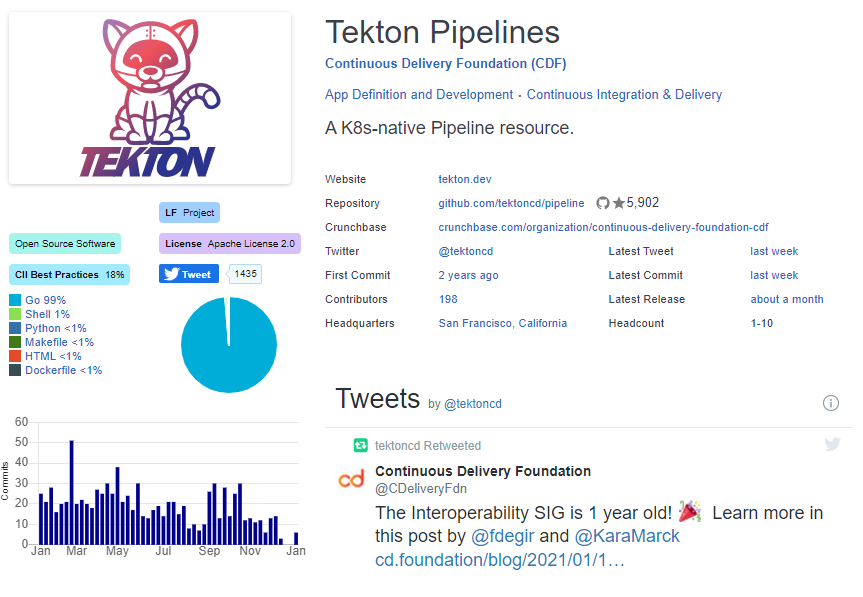 TEKTON
LF Project
Open Source Software
License Apache License 2.0
CII Best Practices 18%
Tweet 1435
Go 99%
Shell 1%
Python <1%
Makefile <1%
HTML <1%
Dockerfile <1%
Commits
60
50
40
30
20
10
0
Jan Mar May Jul Sep Nov Jan
Tekton Pipelines
Continuous Delivery Foundation (CDF)
App Definition and Development · Continuous Integration & Delivery
A K8s-native Pipeline resource.
Website tekton.dev
Repository github.com/tektoncd/pipeline 5,902
Crunchbase crunchbase.com/organization/continuous-delivery-foundation-cdf
Twitter @tektoncd Latest Tweet last week
First Commit 2 years ago Latest Commit last week
Contributors 198 Latest Release about a month
Headquarters San Francisco, California Headcount 1-10
Tweets by @tektoncd
tektoncd Retweeted
cd Continuous Delivery Foundation
@CDeliveryFdn
The Interoperability SIG is 1 year old! 🎉 Learn more in
this post by @fdegir and @KaraMarck
cd.foundation/blog/2021/01/1…